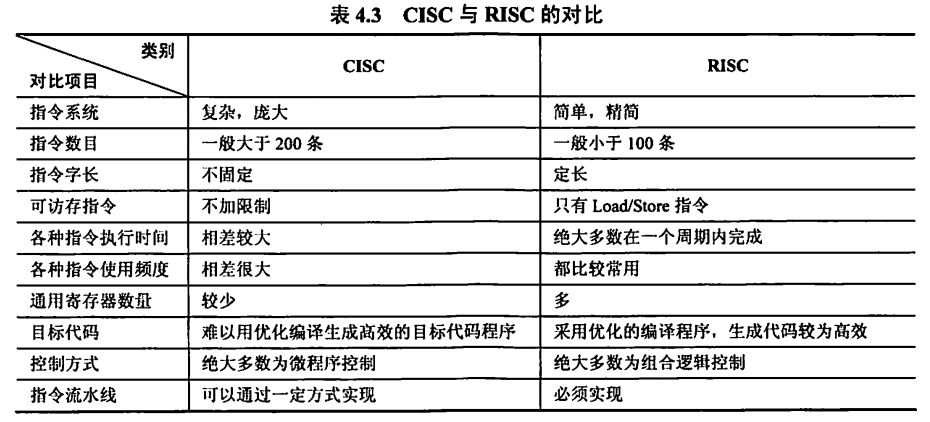 表 4.3 CISC 与 RISC 的对比
类别
对比项目 CISC RISC
指令系统 复杂，庞大 简单，精简
指令数目 一般大于 200 条 一般小于 100 条
指令字长 不固定 定长
可访存指令 不加限制 只有 Load/Store 指令
各种指令执行时间 相差较大 绝大多数在一个周期内完成
各种指令使用频度 相差很大 都比较常用
通用寄存器数量 较少 多
目标代码 难以用优化编译生成高效的目标代码程序 采用优化的编译程序，生成代码较为高效
控制方式 绝大多数为微程序控制 绝大多数为组合逻辑控制
指令流水线 可以通过一定方式实现 必须实现